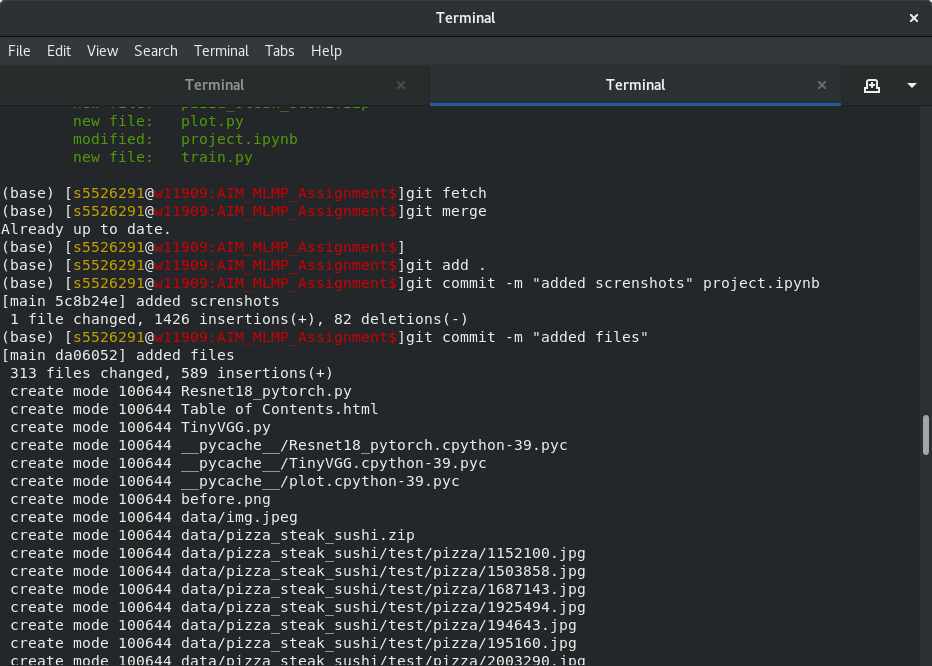 Terminal
File Edit View Search Terminal Tabs Help
Terminal Terminal
new file: pizza_steak_sushi.zip
new file: plot.py
modified: project.ipynb
new file: train.py
(base) [s5526291@w11909:AIM_MLMP_Assignment$]git fetch
(base) [s5526291@w11909:AIM_MLMP_Assignment$]git merge
Already up to date.
(base) [s5526291@w11909:AIM_MLMP_Assignment$]
(base) [s5526291@w11909:AIM_MLMP_Assignment$]git add .
(base) [s5526291@w11909:AIM_MLMP_Assignment$]git commit -m "added screnshots" project.ipynb
[main 5c8b24e] added screnshots
1 file changed, 1426 insertions(+), 82 deletions(-)
(base) [s5526291@w11909:AIM_MLMP_Assignment$]git commit -m "added files"
[main da06052] added files
313 files changed, 589 insertions(+)
create mode 100644 Resnet18_pytorch.py
create mode 100644 Table of Contents.html
create mode 100644 TinyVGG.py
create mode 100644 __pycache__/Resnet18_pytorch.cpython-39.pyc
create mode 100644 __pycache__/TinyVGG.cpython-39.pyc
create mode 100644 __pycache__/plot.cpython-39.pyc
create mode 100644 before.png
create mode 100644 data/img.jpeg
create mode 100644 data/pizza_steak_sushi.zip
create mode 100644 data/pizza_steak_sushi/test/pizza/1152100.jpg
create mode 100644 data/pizza_steak_sushi/test/pizza/1503858.jpg
create mode 100644 data/pizza_steak_sushi/test/pizza/1687143.jpg
create mode 100644 data/pizza_steak_sushi/test/pizza/1925494.jpg
create mode 100644 data/pizza_steak_sushi/test/pizza/194643.jpg
create mode 100644 data/pizza_steak_sushi/test/pizza/195160.jpg
create mode 100644 data/pizza_steak_sushi/test/pizza/2003290.jpg